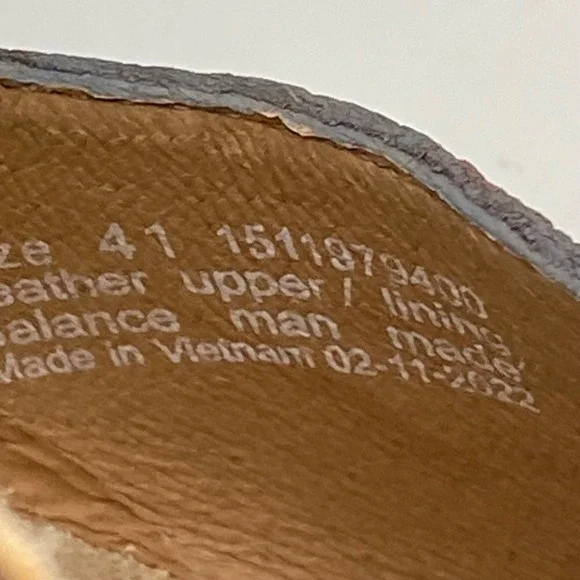 ze 41 1511979400
eather upper / lining
alance man made
Made in Vietnam 02-11-2022